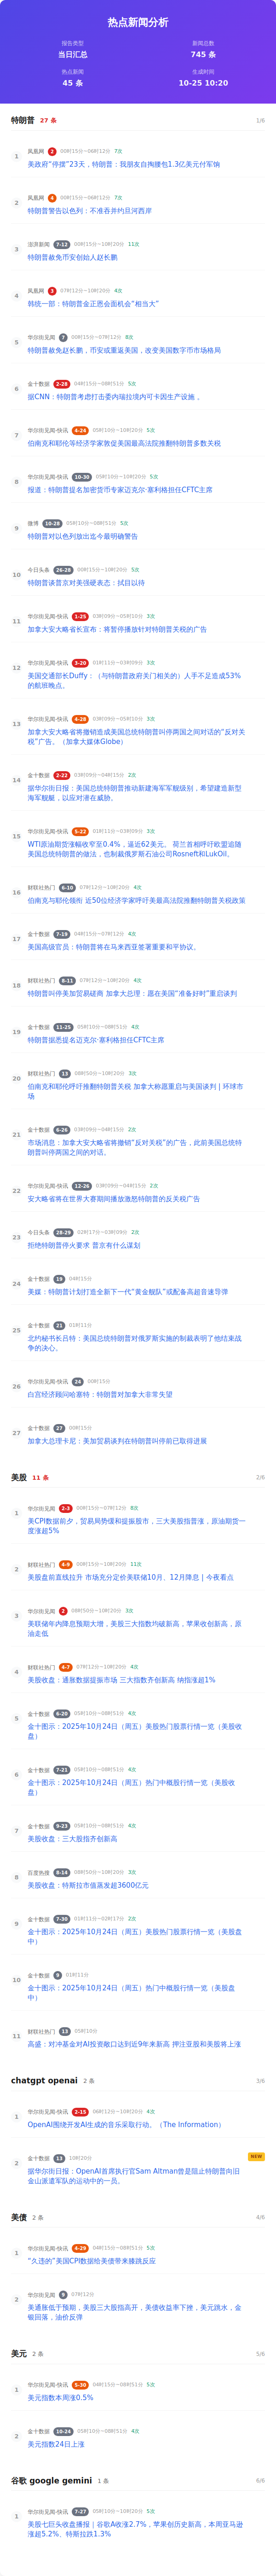 热点新闻分析
报告类型
当日汇总
新闻总数
745 条
热点新闻
45 条
生成时间
10-25 10:20
特朗普 27 条 1/6
1
凤凰网 2 00时15分~06时12分 7次
美政府“停摆”23天，特朗普：我朋友自掏腰包1.3亿美元付军饷
2
凤凰网 4 00时15分~06时12分 7次
特朗普警告以色列：不准吞并约旦河西岸
3
澎湃新闻 7-12 00时15分~10时20分 11次
特朗普赦免币安创始人赵长鹏
4
凤凰网 3 07时12分~10时20分 4次
韩统一部：特朗普金正恩会面机会“相当大”
5
华尔街见闻 7 00时15分~07时12分 8次
特朗普赦免赵长鹏，币安或重返美国，改变美国数字币市场格局
6
金十数据 2-28 04时15分~08时51分 5次
据CNN：特朗普考虑打击委内瑞拉境内可卡因生产设施 。
7
华尔街见闻-快讯 4-24 05时10分~10时20分 5次
伯南克和耶伦等经济学家敦促美国最高法院推翻特朗普多数关税
8
华尔街见闻-快讯 10-30 05时10分~10时20分 5次
报道：特朗普提名加密货币专家迈克尔·塞利格担任CFTC主席
9
微博 10-28 05时10分~08时51分 5次
特朗普对以色列放出迄今最明确警告
10
今日头条 26-28 00时15分~10时20分 5次
特朗普谈普京对美强硬表态：拭目以待
11
华尔街见闻-快讯 1-25 03时09分~05时10分 3次
加拿大安大略省长宣布：将暂停播放针对特朗普关税的广告
12
华尔街见闻-快讯 3-20 01时11分~03时09分 3次
美国交通部长Duffy：（与特朗普政府关门相关的）人手不足造成53%
的航班晚点。
13
华尔街见闻-快讯 4-28 03时09分~05时10分 3次
加拿大安大略省将撤销造成美国总统特朗普叫停两国之间对话的“反对关
税”广告。（加拿大媒体Globe）
14
金十数据 2-22 03时09分~04时15分 2次
据华尔街日报：美国总统特朗普推动新建海军军舰级别，希望建造新型
海军舰艇，以应对潜在威胁。
15
华尔街见闻-快讯 5-22 01时11分~03时09分 3次
WTI原油期货涨幅收窄至0.4%，逼近62美元。 荷兰首相呼吁欧盟追随
美国总统特朗普的做法，也制裁俄罗斯石油公司Rosneft和LukOil。
16
财联社热门 6-10 07时12分~10时20分 4次
伯南克与耶伦领衔 近50位经济学家呼吁美最高法院推翻特朗普关税政策
17
金十数据 7-19 04时15分~07时12分 4次
美国高级官员：特朗普将在马来西亚签署重要和平协议。
18
财联社热门 8-11 07时12分~10时20分 4次
特朗普叫停美加贸易磋商 加拿大总理：愿在美国“准备好时”重启谈判
19
金十数据 11-25 05时10分~08时51分 4次
特朗普据悉提名迈克尔·塞利格担任CFTC主席
20
财联社热门 13 08时50分~10时20分 3次
伯南克和耶伦呼吁推翻特朗普关税 加拿大称愿重启与美国谈判 | 环球市
场
21
金十数据 6-26 03时09分~04时15分 2次
市场消息：加拿大安大略省将撤销“反对关税”的广告，此前美国总统特
朗普叫停两国之间的对话。
22
华尔街见闻-快讯 12-26 03时09分~04时15分 2次
安大略省将在世界大赛期间播放激怒特朗普的反关税广告
23
今日头条 28-29 02时17分~03时09分 2次
拒绝特朗普停火要求 普京有什么谋划
24
金十数据 19 04时15分
美媒：特朗普计划打造全新下一代“黄金舰队”或配备高超音速导弹
25
金十数据 21 01时11分
北约秘书长吕特：美国总统特朗普对俄罗斯实施的制裁表明了他结束战
争的决心。
26
华尔街见闻-快讯 24 00时15分
白宫经济顾问哈塞特：特朗普对加拿大非常失望
27
金十数据 27 00时15分
加拿大总理卡尼：美加贸易谈判在特朗普叫停前已取得进展
美股 11 条 2/6
1
华尔街见闻 2-3 00时15分~07时12分 8次
美CPI数据前夕，贸易局势缓和提振股市，三大美股指普涨，原油期货一
度涨超5%
2
财联社热门 4-9 00时15分~10时20分 11次
美股盘前直线拉升 市场充分定价美联储10月、12月降息｜今夜看点
3
华尔街见闻 2 08时50分~10时20分 3次
美联储年内降息预期大增，美股三大指数均破新高，苹果收创新高，原
油走低
4
财联社热门 4-7 07时12分~10时20分 4次
美股收盘：通胀数据提振市场 三大指数齐创新高 纳指涨超1%
5
金十数据 6-20 05时10分~08时51分 4次
金十图示：2025年10月24日（周五）美股热门股票行情一览（美股收
盘）
6
金十数据 7-21 05时10分~08时51分 4次
金十图示：2025年10月24日（周五）热门中概股行情一览（美股收
盘）
7
金十数据 9-23 05时10分~08时51分 4次
美股收盘：三大股指齐创新高
8
百度热搜 8-14 08时50分~10时20分 3次
美股收盘：特斯拉市值蒸发超3600亿元
9
金十数据 7-30 01时11分~02时17分 2次
金十图示：2025年10月24日（周五）美股热门股票行情一览（美股盘
中）
10
金十数据 9 01时11分
金十图示：2025年10月24日（周五）热门中概股行情一览（美股盘
中）
11
财联社热门 13 05时10分
高盛：对冲基金对AI投资敞口达到近9年来新高 押注亚股和美股将上涨
chatgpt openai 2 条 3/6
1
华尔街见闻-快讯 2-15 06时12分~10时20分 4次
OpenAI围绕开发AI生成的音乐采取行动。（The Information）
2
金十数据 13 10时20分 NEW
据华尔街日报：OpenAI首席执行官Sam Altman曾是阻止特朗普向旧
金山派遣军队的运动中的一员。
美债 2 条 4/6
1
华尔街见闻-快讯 4-29 04时15分~08时51分 5次
“久违的”美国CPI数据给美债带来膝跳反应
2
华尔街见闻 9 07时12分
美通胀低于预期，美股三大股指高开，美债收益率下挫，美元跳水，金
银回落，油价反弹
美元 2 条 5/6
1
华尔街见闻-快讯 5-30 04时15分~08时51分 5次
美元指数本周涨0.5%
2
金十数据 10-24 05时10分~08时51分 4次
美元指数24日上涨
谷歌 google gemini 1 条 6/6
1
华尔街见闻-快讯 7-27 05时10分~10时20分 5次
美股七巨头收盘播报｜谷歌A收涨2.7%，苹果创历史新高，本周亚马逊
涨超5.2%、特斯拉跌1.3%